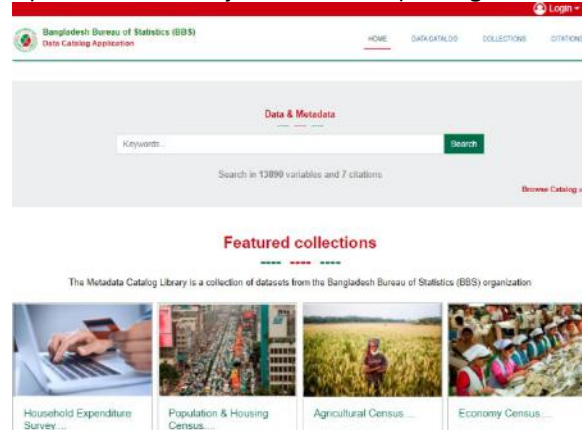 Login
Bangladesh Bureau of Statistics (BBS)
Data Catalog Application
HOME
DATA CATALOG
COLLECTIONS
CITATIONS
Data & Metadata
Keywords...
Search
Search in 13890 variables and 7 citations
Browse Catalog »
Featured collections
The Metadata Catalog Library is a collection of datasets from the Bangladesh Bureau of Statistics (BBS) organization
Household Expenditure
Survey....
Population & Housing
Census....
Agricultural Census....
Economy Census....